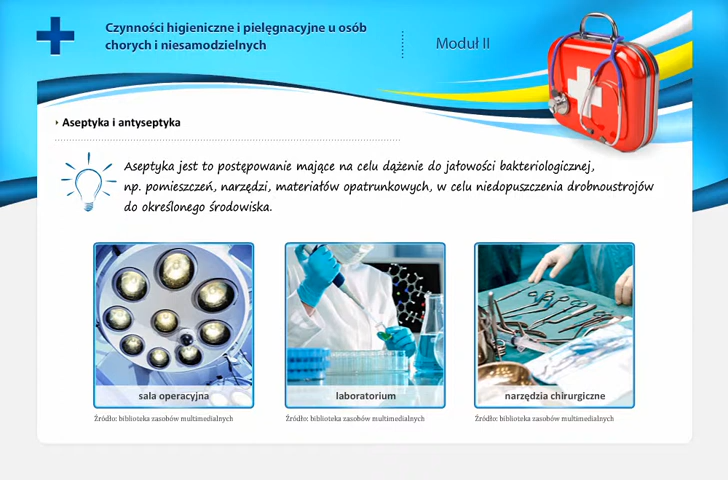 Czynności higieniczne i pielęgnacyjne u osób
chorych i niesamodzielnych
Moduł II
Aseptyka i antyseptyka
Aseptyka jest to postępowanie mające na celu dążenie do jałowości bakteriologicznej,
np. pomieszczeń, narzędzi, materiałów opatrunkowych, w celu niedopuszczenia drobnoustrojów
do określonego środowiska.
sala operacyjna
laboratorium
narzędzia chirurgiczne
Źródło: biblioteka zasobów multimedialnych
Źródło: biblioteka zasobów multimedialnych
Źródło: biblioteka zasobów multimedialnych